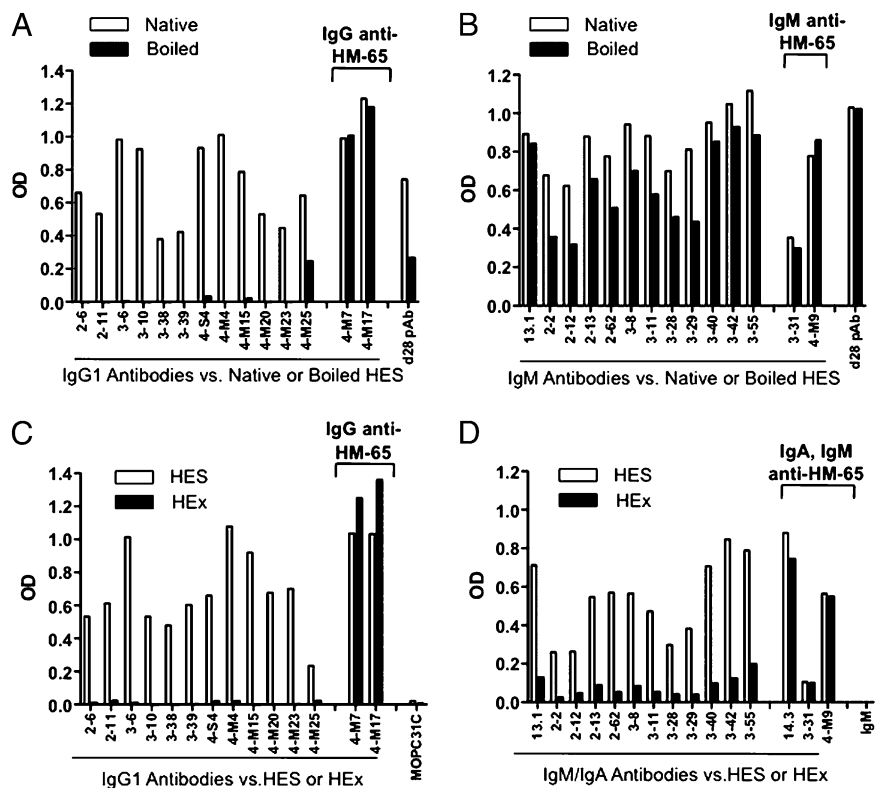 A
Native
Boiled
IgG anti-
HM-65
OD
1.4
1.2
1.0
0.8
0.6
0.4
0.2
0.0
2-6
2-11
3-6
3-10
3-38
3-39
4-S4
4-M4
4-M15
4-M20
4-M23
4-M25
4-M7
4-M17
d28 pAb
IgG1 Antibodies vs. Native or Boiled HES
B
Native
Boiled
IgM anti-
HM-65
OD
1.2
1.0
0.8
0.6
0.4
0.2
0.0
13.1
2-2
2-12
2-13
2-62
3-8
3-11
3-28
3-29
3-40
3-42
3-55
3-31
4-M9
d28 pAb
IgM Antibodies vs. Native or Boiled HES
C
HES
HEx
IgG anti-
HM-65
OD
1.4
1.2
1.0
0.8
0.6
0.4
0.2
0.0
2-6
2-11
3-6
3-10
3-38
3-39
4-S4
4-M4
4-M15
4-M20
4-M23
4-M25
4-M7
4-M17
MOPC31C
IgG1 Antibodies vs.HES or HEx
D
HES
HEx
IgA, IgM
anti-HM-65
OD
1.2
1.0
0.8
0.6
0.4
0.2
0.0
13.1
2-2
2-12
2-13
2-62
3-8
3-11
3-28
3-29
3-40
3-42
3-55
14.3
3-31
4-M9
IgM
IgM/IgA Antibodies vs.HES or HEx